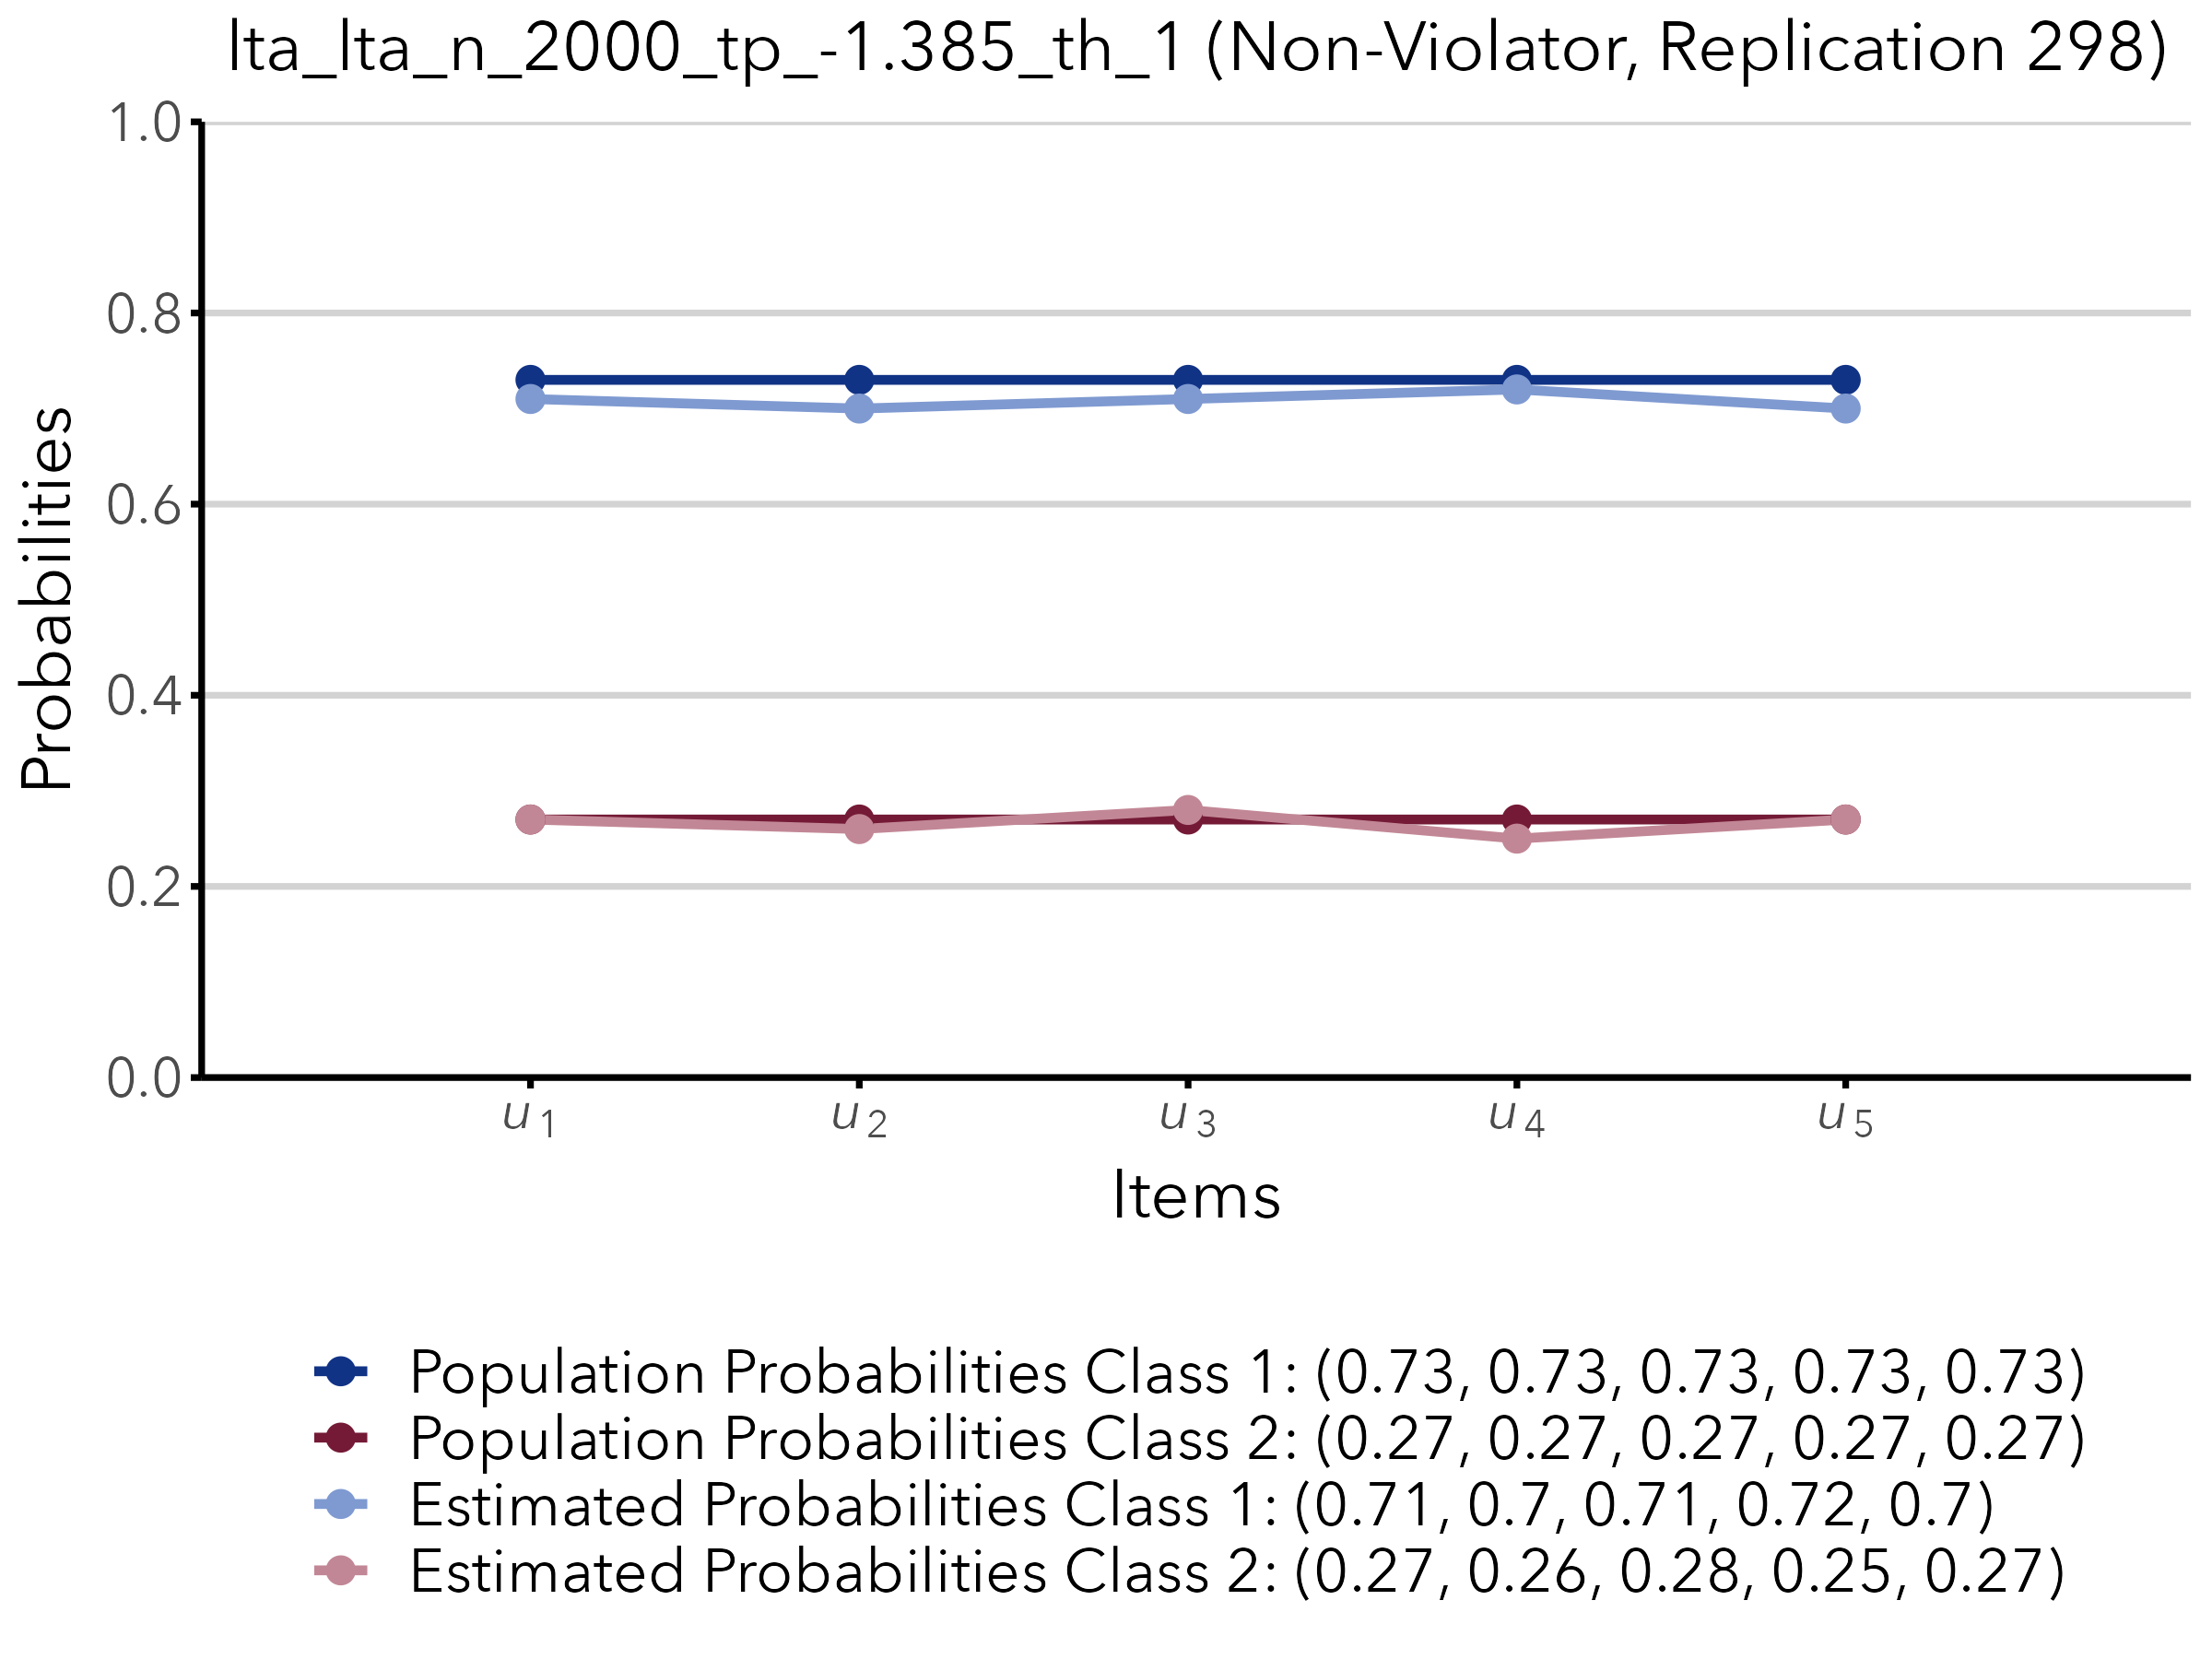 lta_lta_n_2000_tp_-1.385_th_1 (Non-Violator, Replication 298)
1.0
0.8
0.6
0.4
0.2
0.0
Probabilities
u1 u2 u3 u4 u5
Items
Population Probabilities Class 1: (0.73, 0.73, 0.73, 0.73, 0.73)
Population Probabilities Class 2: (0.27, 0.27, 0.27, 0.27, 0.27)
Estimated Probabilities Class 1: (0.71, 0.7, 0.71, 0.72, 0.7)
Estimated Probabilities Class 2: (0.27, 0.26, 0.28, 0.25, 0.27)